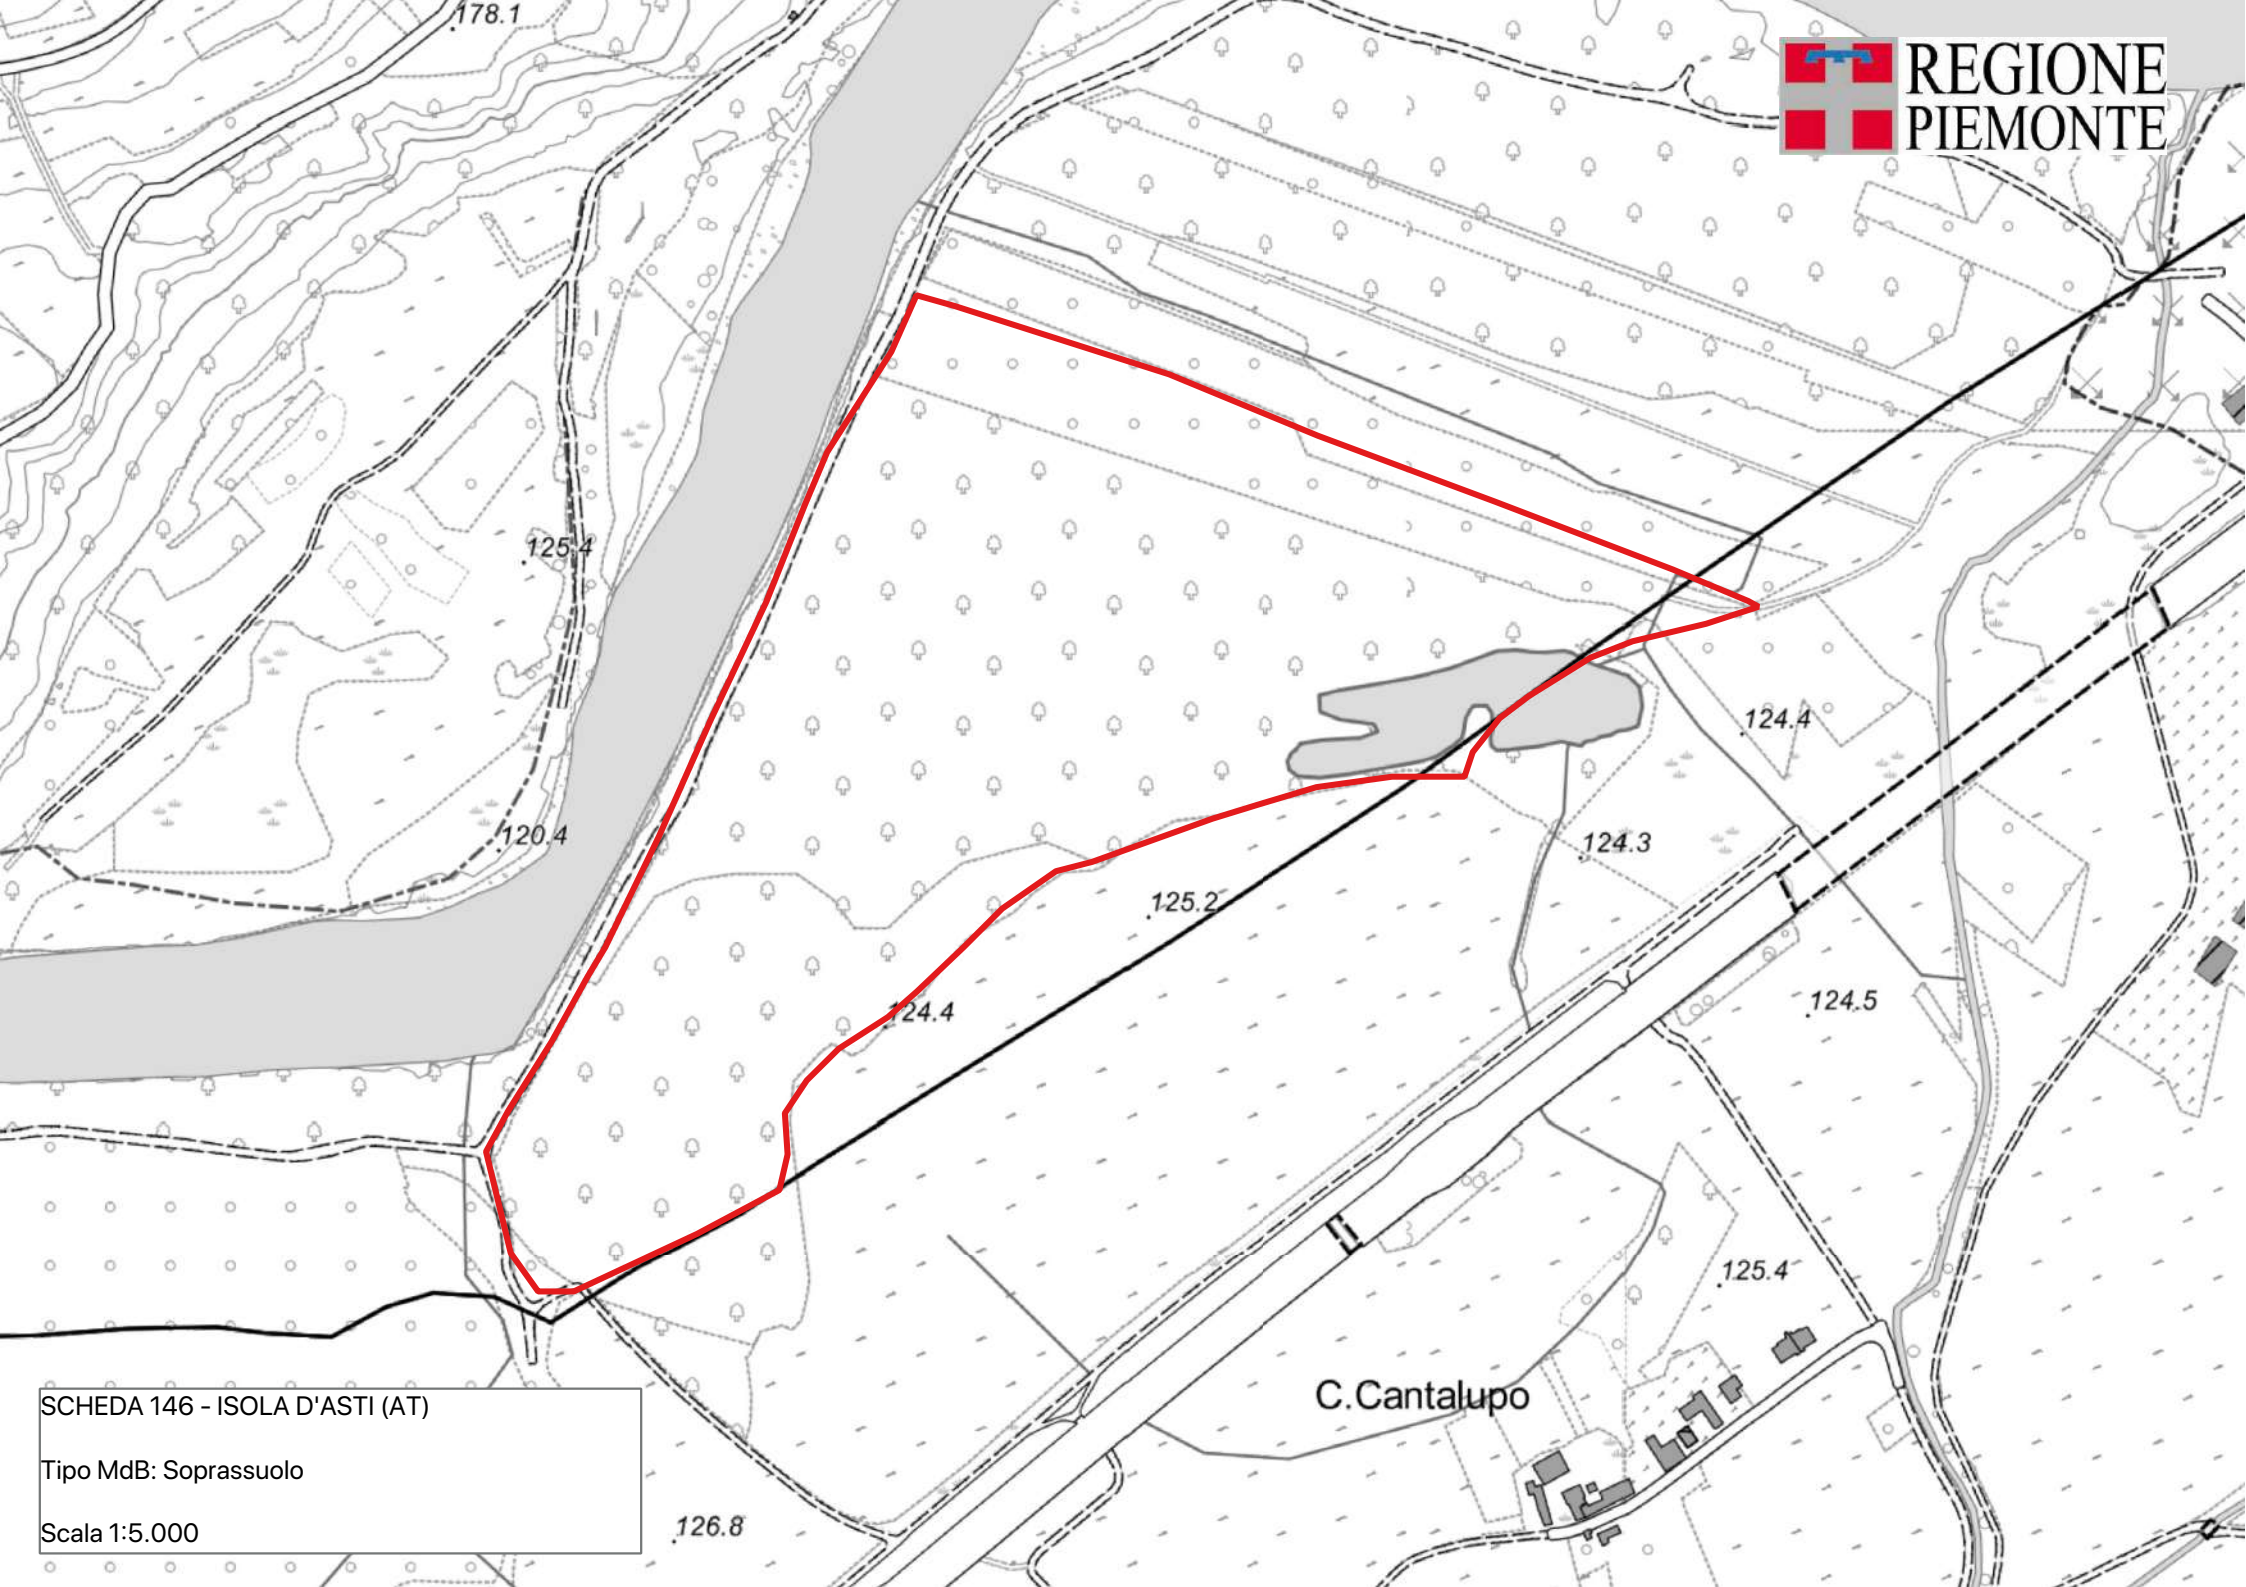 178.1
REGIONE
PIEMONTE
125.4
124.4
120.4
124.3
125.2
124.4
124.5
125.4
C.Cantalupo
SCHEDA 146 - ISOLA D'ASTI (AT)
Tipo MdB: Soprassuolo
Scala 1:5.000
126.8